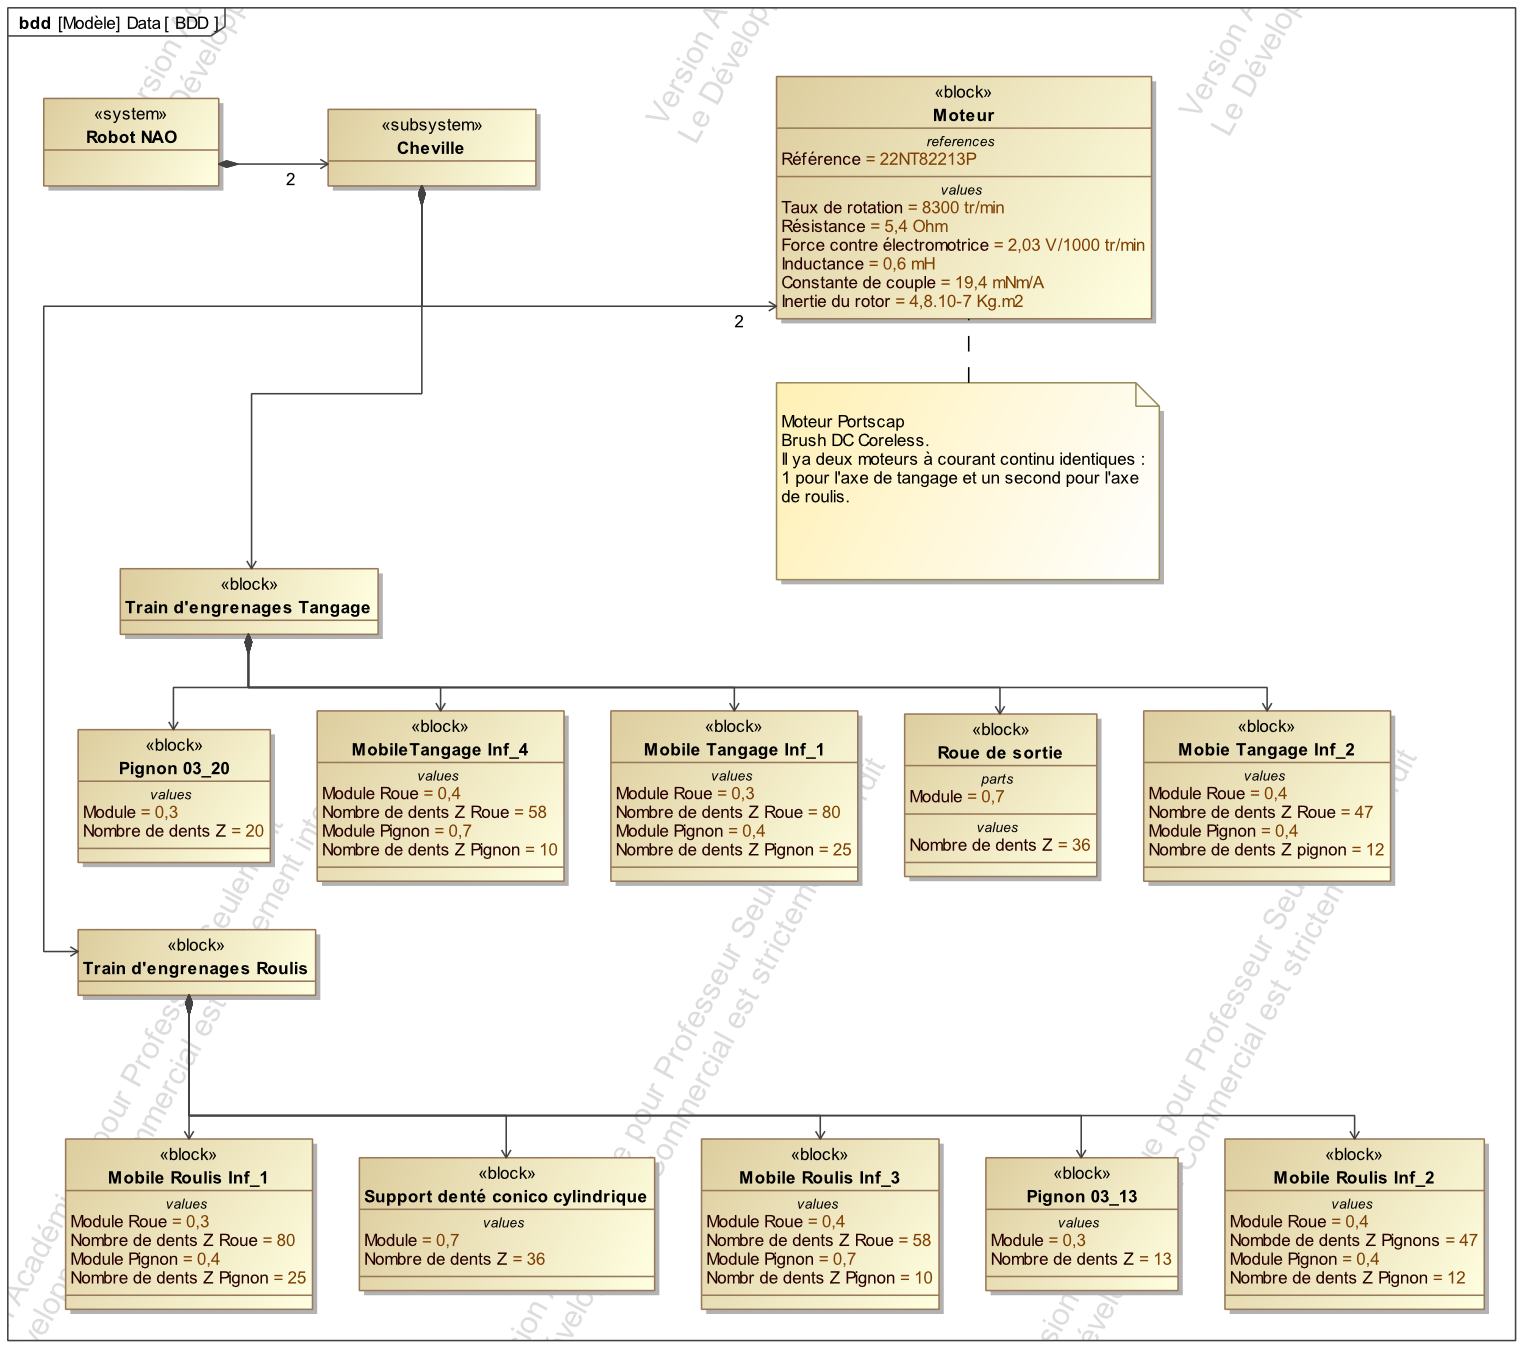 bdd [Modèle] Data [ BDD ]
«system»
Robot NAO
2
«subsystem»
Cheville
«block»
Moteur
references
Référence = 22NT82213P
values
Taux de rotation = 8300 tr/min
Résistance = 5,4 Ohm
Force contre électromotrice = 2,03 V/1000 tr/min
Inductance = 0,6 mH
Constante de couple = 19,4 mNm/A
Inertie du rotor = 4,8.10-7 Kg.m2
2
Moteur Portscap
Brush DC Coreless.
Il ya deux moteurs à courant continu identiques :
1 pour l'axe de tangage et un second pour l'axe
de roulis.
«block»
Train d'engrenages Tangage
«block»
Pignon 03_20
values
Module = 0,3
Nombre de dents Z = 20
«block»
MobileTangage Inf_4
values
Module Roue = 0,4
Nombre de dents Z Roue = 58
Module Pignon = 0,7
Nombre de dents Z Pignon = 10
«block»
Mobile Tangage Inf_1
values
Module Roue = 0,3
Nombre de dents Z Roue = 80
Module Pignon = 0,4
Nombre de dents Z Pignon = 25
«block»
Roue de sortie
parts
Module = 0,7
values
Nombre de dents Z = 36
«block»
Mobie Tangage Inf_2
values
Module Roue = 0,4
Nombre de dents Z Roue = 47
Module Pignon = 0,4
Nombre de dents Z pignon = 12
«block»
Train d'engrenages Roulis
«block»
Mobile Roulis Inf_1
values
Module Roue = 0,3
Nombre de dents Z Roue = 80
Module Pignon = 0,4
Nombre de dents Z Pignon = 25
«block»
Support denté conico cylindrique
values
Module = 0,7
Nombre de dents Z = 36
«block»
Mobile Roulis Inf_3
values
Module Roue = 0,4
Nombre de dents Z Roue = 58
Module Pignon = 0,7
Nombr de dents Z Pignon = 10
«block»
Pignon 03_13
values
Module = 0,3
Nombre de dents Z = 13
«block»
Mobile Roulis Inf_2
values
Module Roue = 0,4
Nombde de dents Z Pignons = 47
Module Pignon = 0,4
Nombre de dents Z Pignon = 12